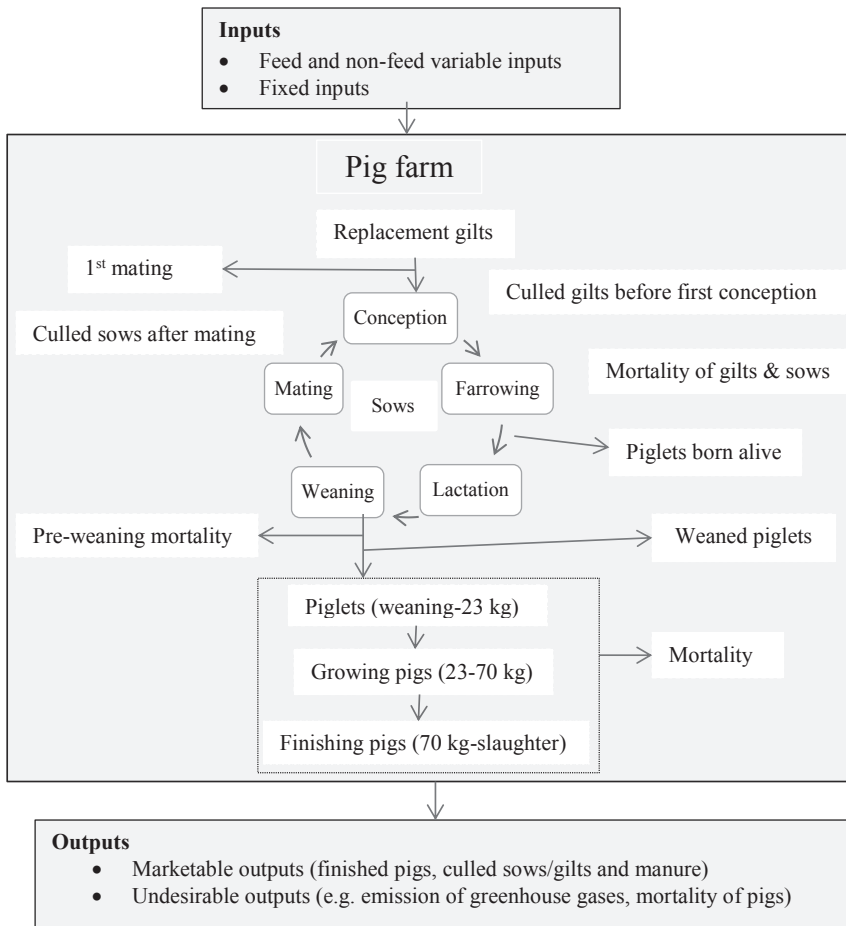 Inputs
• Feed and non-feed variable inputs
• Fixed inputs
Pig farm
Replacement gilts
1st mating
Culled gilts before first conception
Conception
Culled sows after mating
Mortality of gilts & sows
Mating
Sows
Farrowing
Piglets born alive
Weaning
Lactation
Pre-weaning mortality
Weaned piglets
Piglets (weaning-23 kg)
Growing pigs (23-70 kg)
Mortality
Finishing pigs (70 kg-slaughter)
Outputs
• Marketable outputs (finished pigs, culled sows/gilts and manure)
• Undesirable outputs (e.g. emission of greenhouse gases, mortality of pigs)